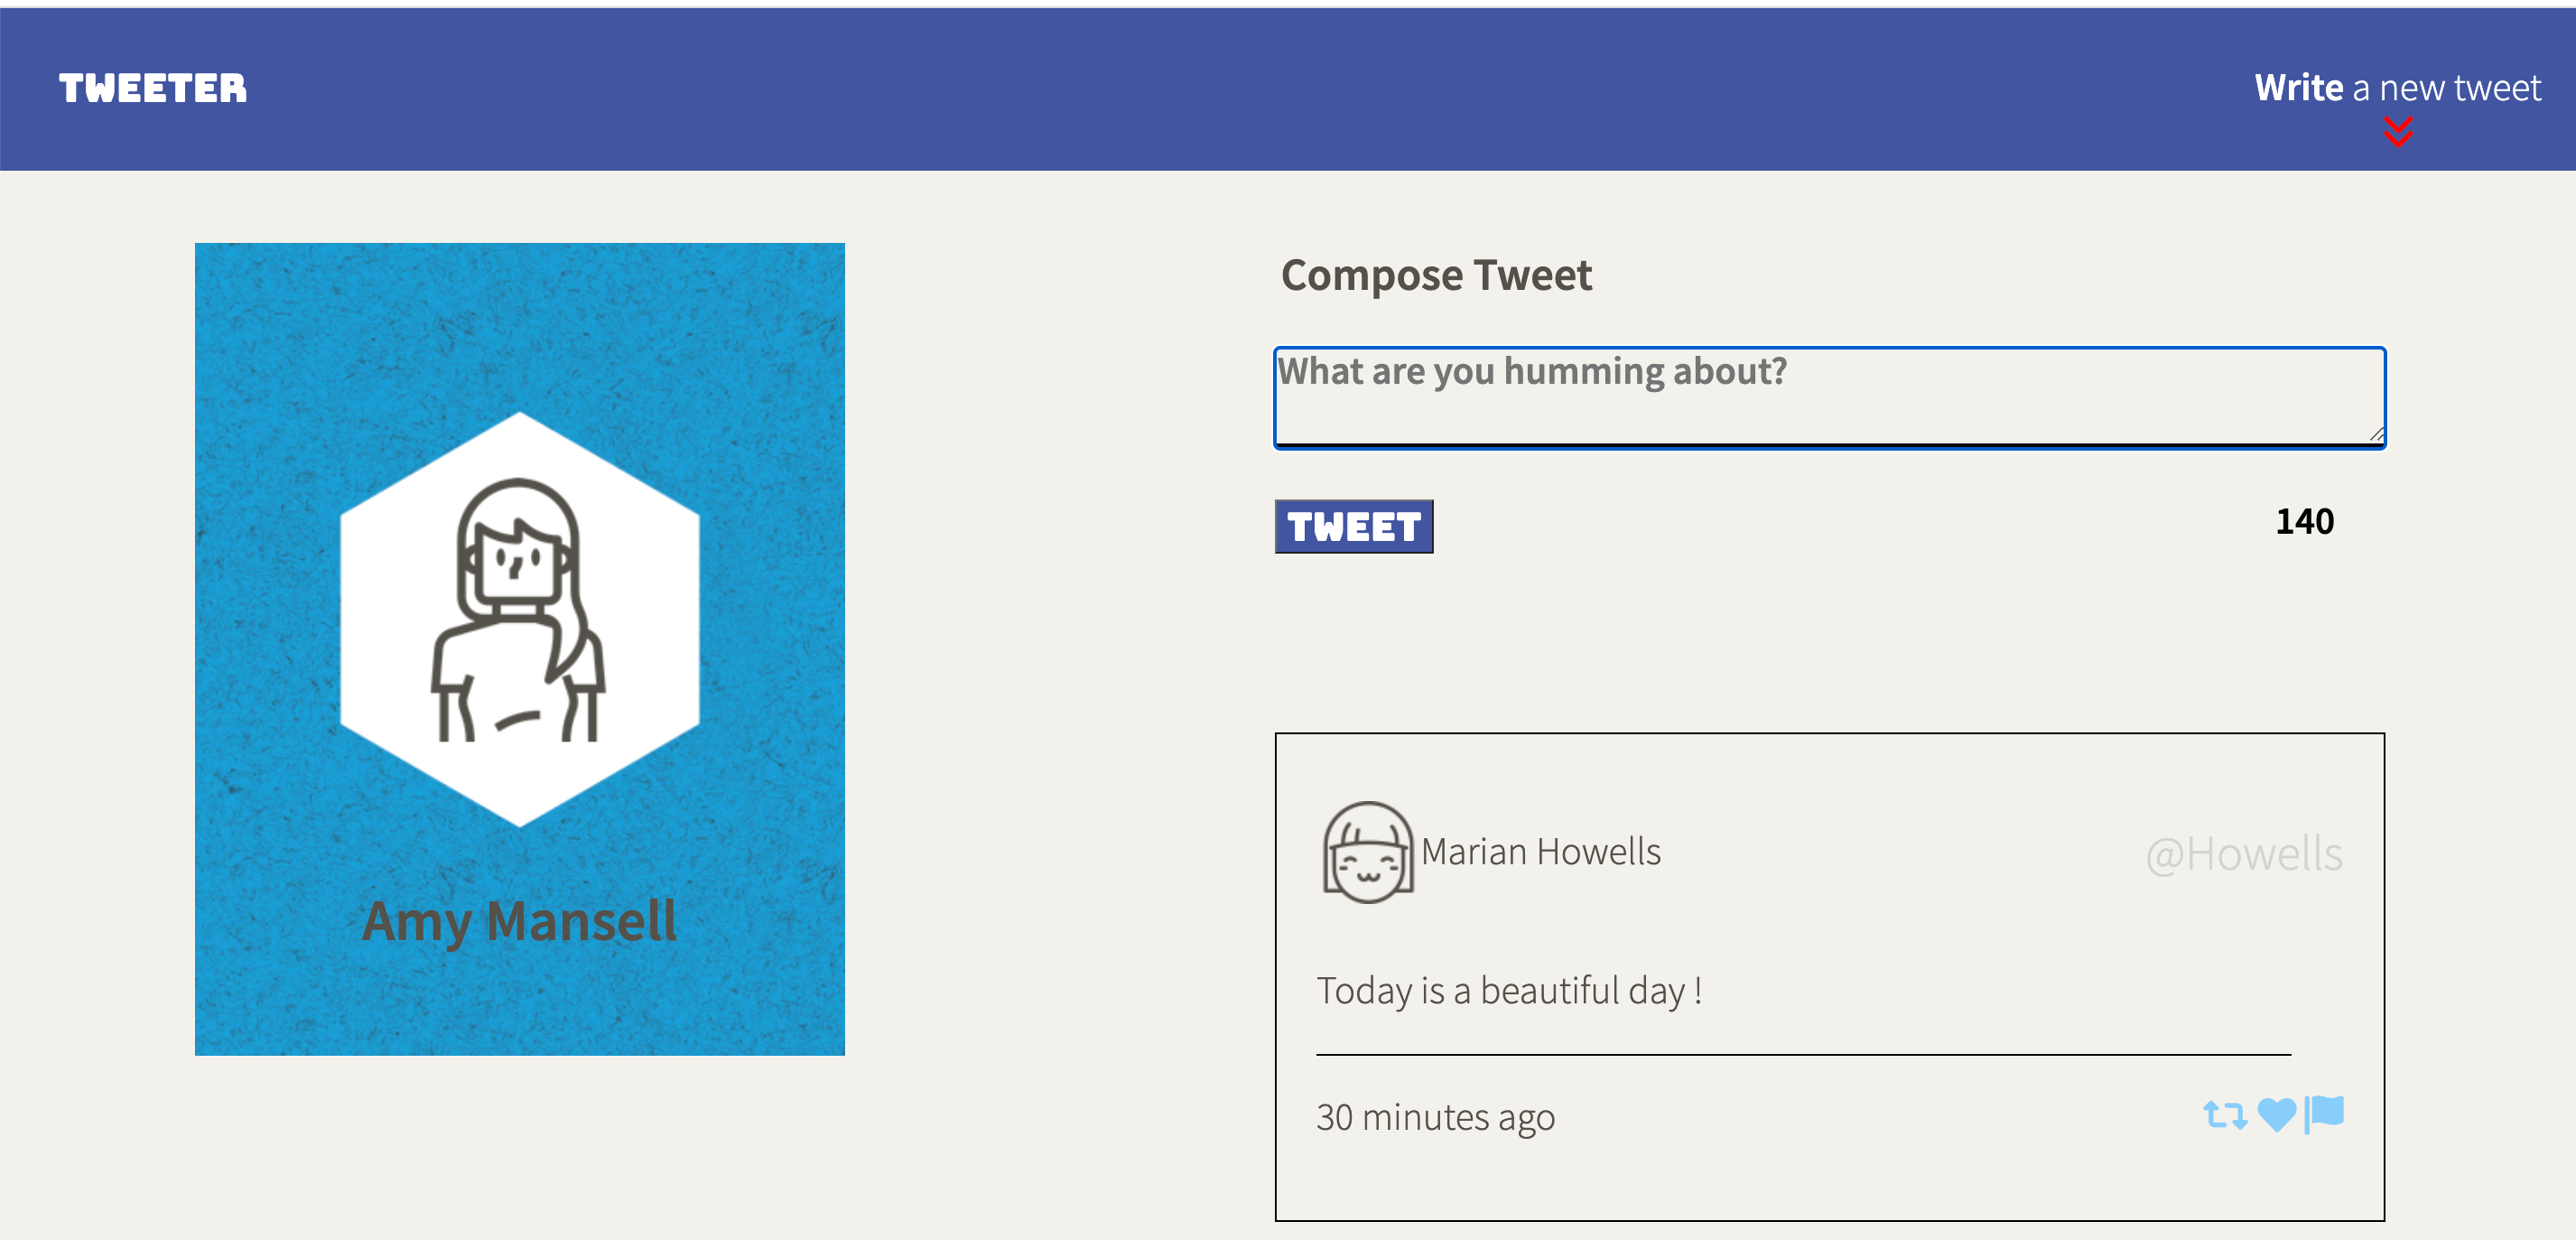 TWEETER
Write a new tweet
Amy Mansell
Compose Tweet
What are you humming about?
TWEET
140
Marian Howells
@Howells
Today is a beautiful day !
30 minutes ago